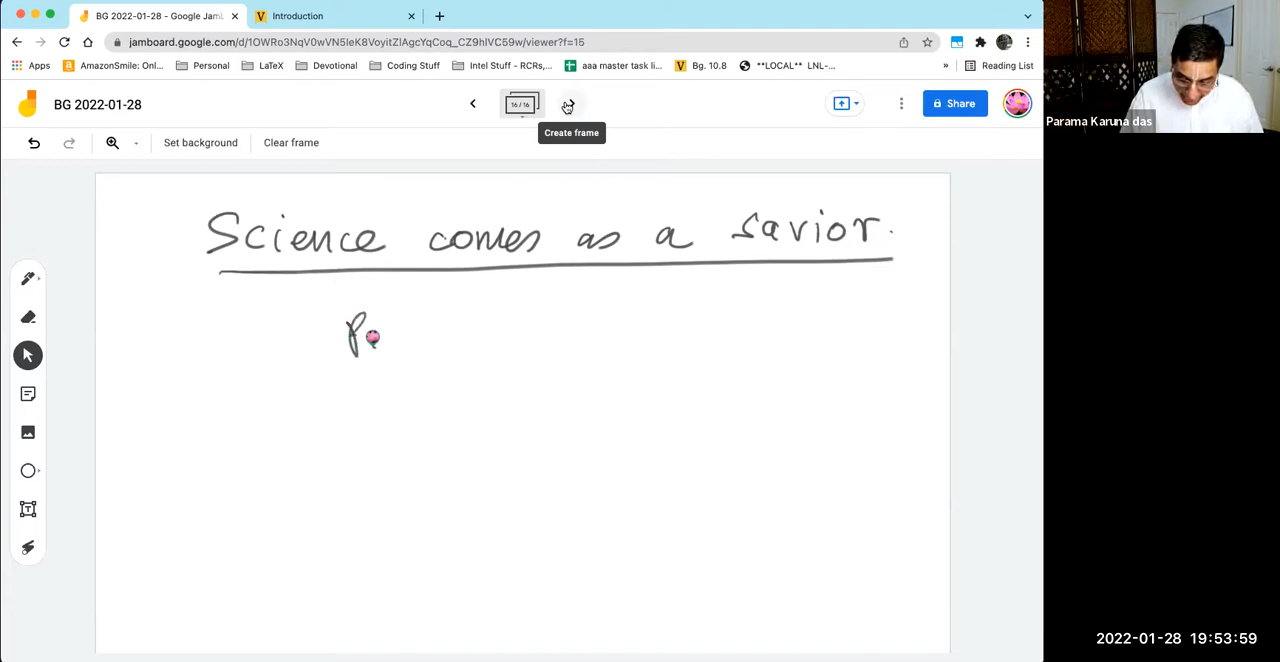 BG 2022-01-28 - Google Jam
Introduction
jamboard.google.com/d/1OWRo3NqV0wVN5IeK8VoyitZIAgcYqCoq_CZ9hIVC59w/viewer?f=15
Apps
AmazonSmile: Onl...
Personal
LaTeX
Devotional
Coding Stuff
Intel Stuff - RCRs,...
aaa master task li...
Bg. 10.8
**LOCAL** LNL-...
»
Reading List
BG 2022-01-28
16 / 16
Share
Create frame
Parama Karuna das
Set background
Clear frame
Science comes as a savior.
2022-01-28 19:53:59